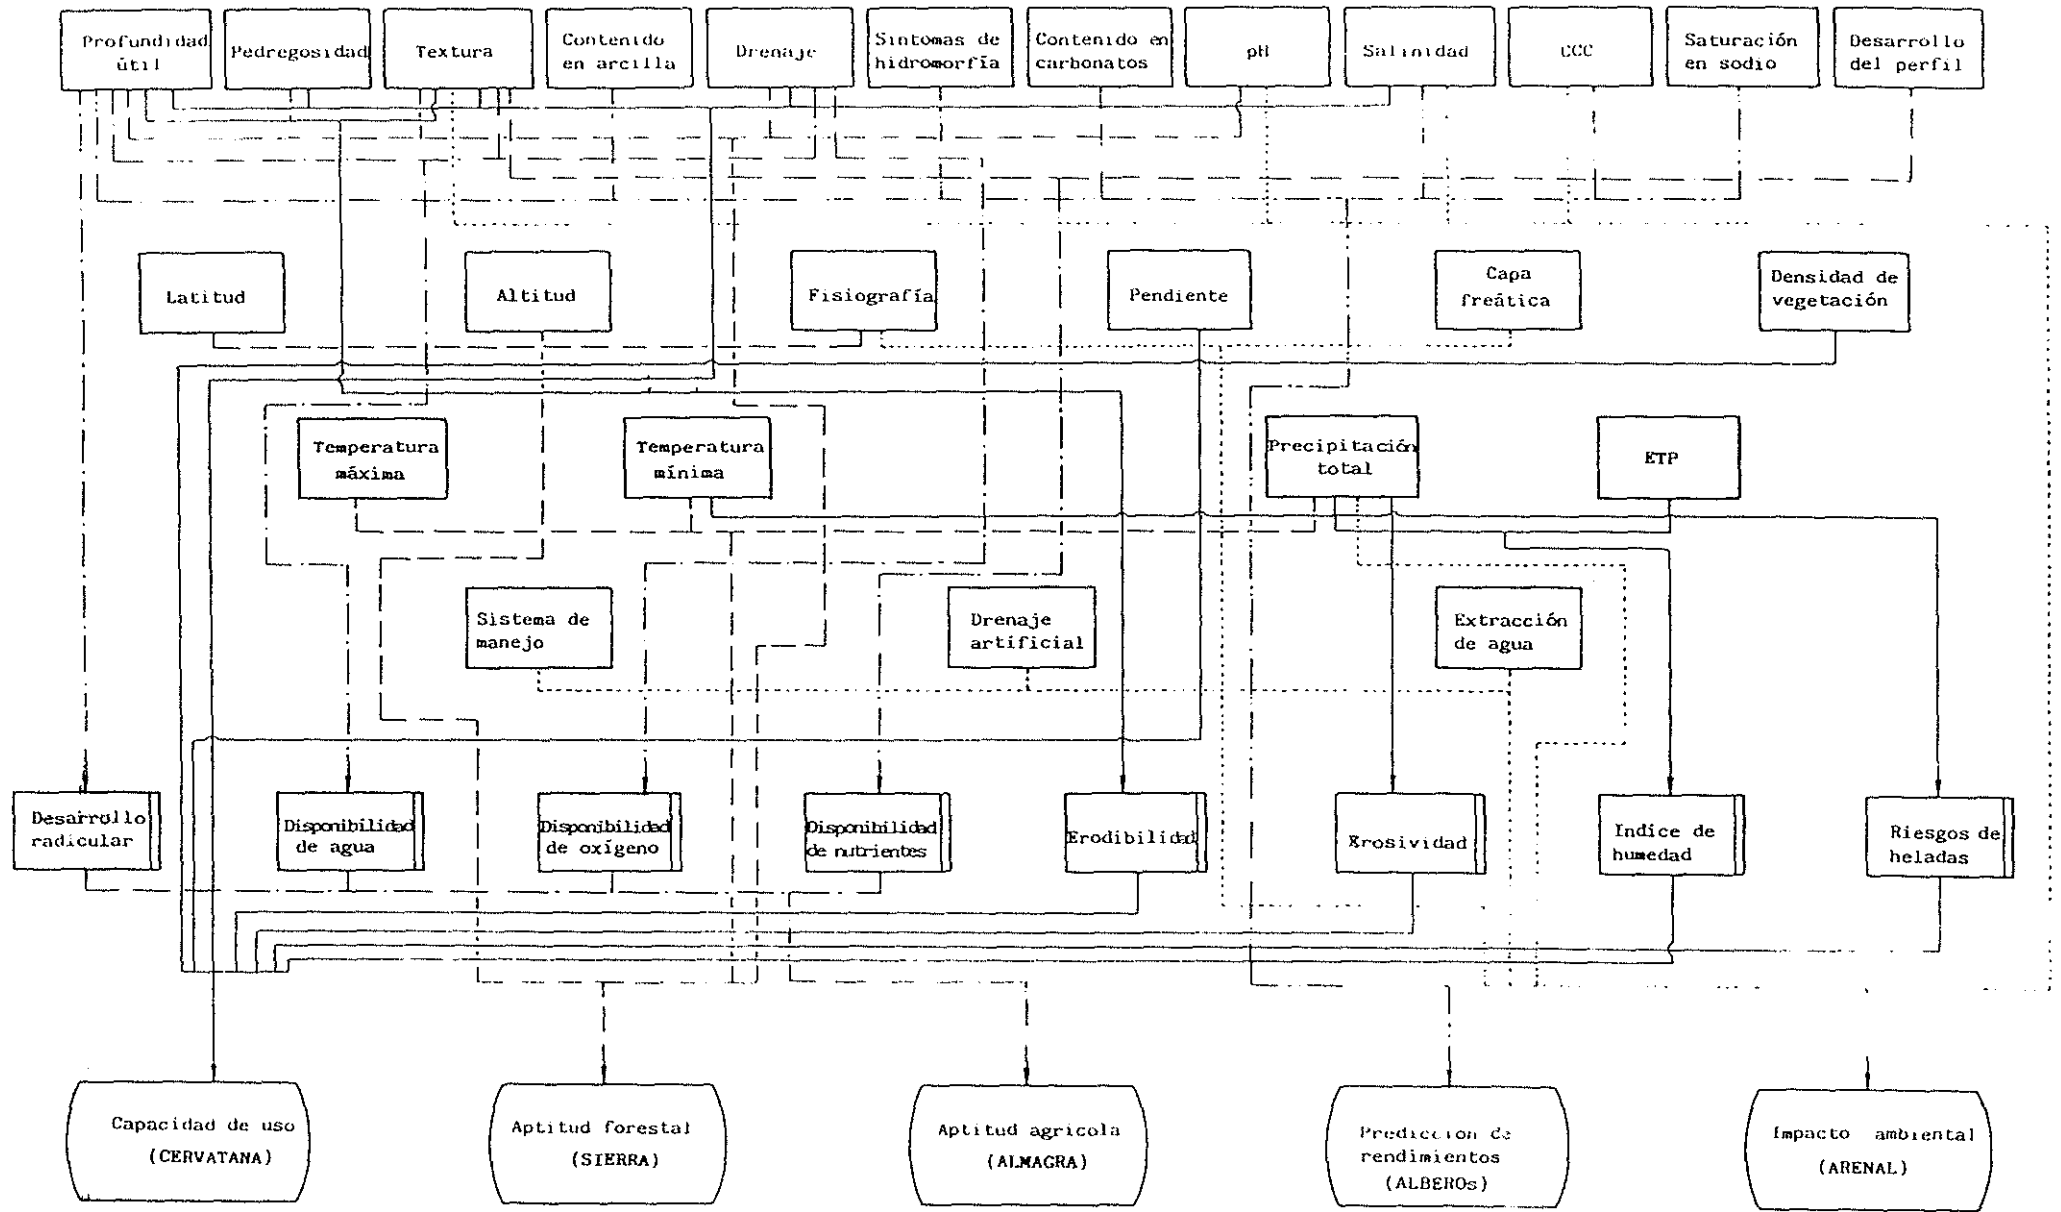 Profundidad
útil
Pedregosidad
Textura
Contenido
en arcilla
Drenaje
Síntomas de
hidromorfía
Contenido en
carbonatos
pH
Salinidad
CCC
Saturación
en sodio
Desarrollo
del perfil
Latitud
Altitud
Fisiografía
Pendiente
Capa
freática
Densidad de
vegetación
Temperatura
máxima
Temperatura
mínima
Precipitación
total
ETP
Sistema de
manejo
Drenaje
artificial
Extracción
de agua
Desarrollo
radicular
Disponibilidad
de agua
Disponibilidad
de oxígeno
Disponibilidad
de nutrientes
Erodibilidad
Erosividad
Indice de
humedad
Riesgos de
heladas
Capacidad de uso
(CERVATANA)
Aptitud forestal
(SIERRA)
Aptitud agrícola
(ALMAGRA)
Predicción de
rendimientos
(ALBEROs)
Impacto ambiental
(ARENAL)